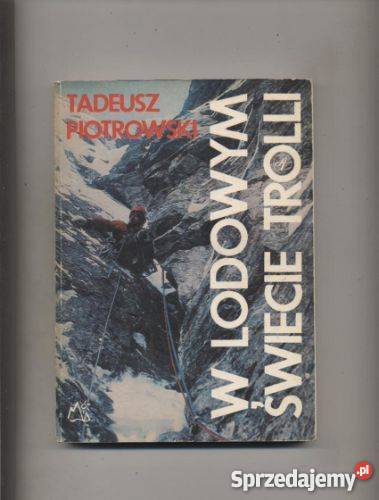 TADEUSZ
PIOTROWSKI
W LODOWYM
ŚWIECIE TROLLI
Sprzedajemy.pl